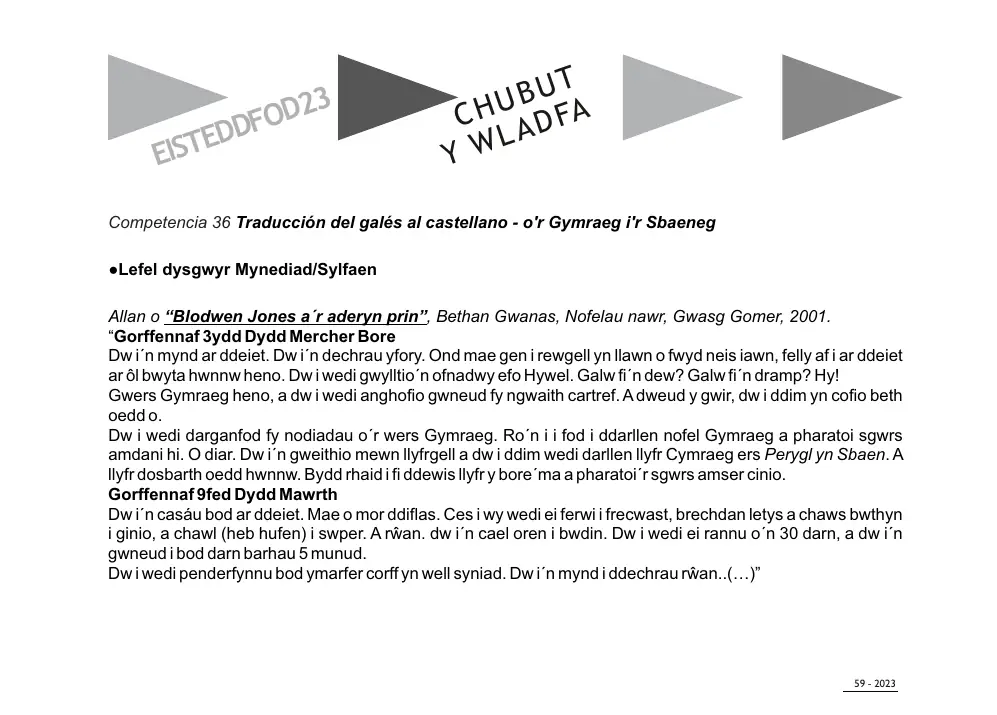 EISTEDDFOD23
CHUBUT
Y WLADFA
Competencia 36 Traducción del galés al castellano - o'r Gymraeg i'r Sbaeneg
●Lefel dysgwyr Mynediad/Sylfaen
Allan o “Blodwen Jones a´r aderyn prin”, Bethan Gwanas, Nofelau nawr, Gwasg Gomer, 2001.
“Gorffennaf 3ydd Dydd Mercher Bore
Dw i´n mynd ar ddeiet. Dw i´n dechrau yfory. Ond mae gen i rewgell yn llawn o fwyd neis iawn, felly af i ar ddeiet
ar ôl bwyta hwnnw heno. Dw i wedi gwylltio´n ofnadwy efo Hywel. Galw fi´n dew? Galw fi´n dramp? Hy!
Gwers Gymraeg heno, a dw i wedi anghofio gwneud fy ngwaith cartref. A dweud y gwir, dw i ddim yn cofio beth
oedd o.
Dw i wedi darganfod fy nodiadau o´r wers Gymraeg. Ro´n i i fod i ddarllen nofel Gymraeg a pharatoi sgwrs
amdani hi. O diar. Dw i´n gweithio mewn llyfrgell a dw i ddim wedi darllen llyfr Cymraeg ers Perygl yn Sbaen. A
llyfr dosbarth oedd hwnnw. Bydd rhaid i fi ddewis llyfr y bore´ma a pharatoi´r sgwrs amser cinio.
Gorffennaf 9fed Dydd Mawrth
Dw i´n casáu bod ar ddeiet. Mae o mor ddiflas. Ces i wy wedi ei ferwi i frecwast, brechdan letys a chaws bwthyn
i ginio, a chawl (heb hufen) i swper. A rŵan. dw i´n cael oren i bwdin. Dw i wedi ei rannu o´n 30 darn, a dw i´n
gwneud i bod darn barhau 5 munud.
Dw i wedi penderfynnu bod ymarfer corff yn well syniad. Dw i´n mynd i ddechrau rŵan..(…)”
59 - 2023